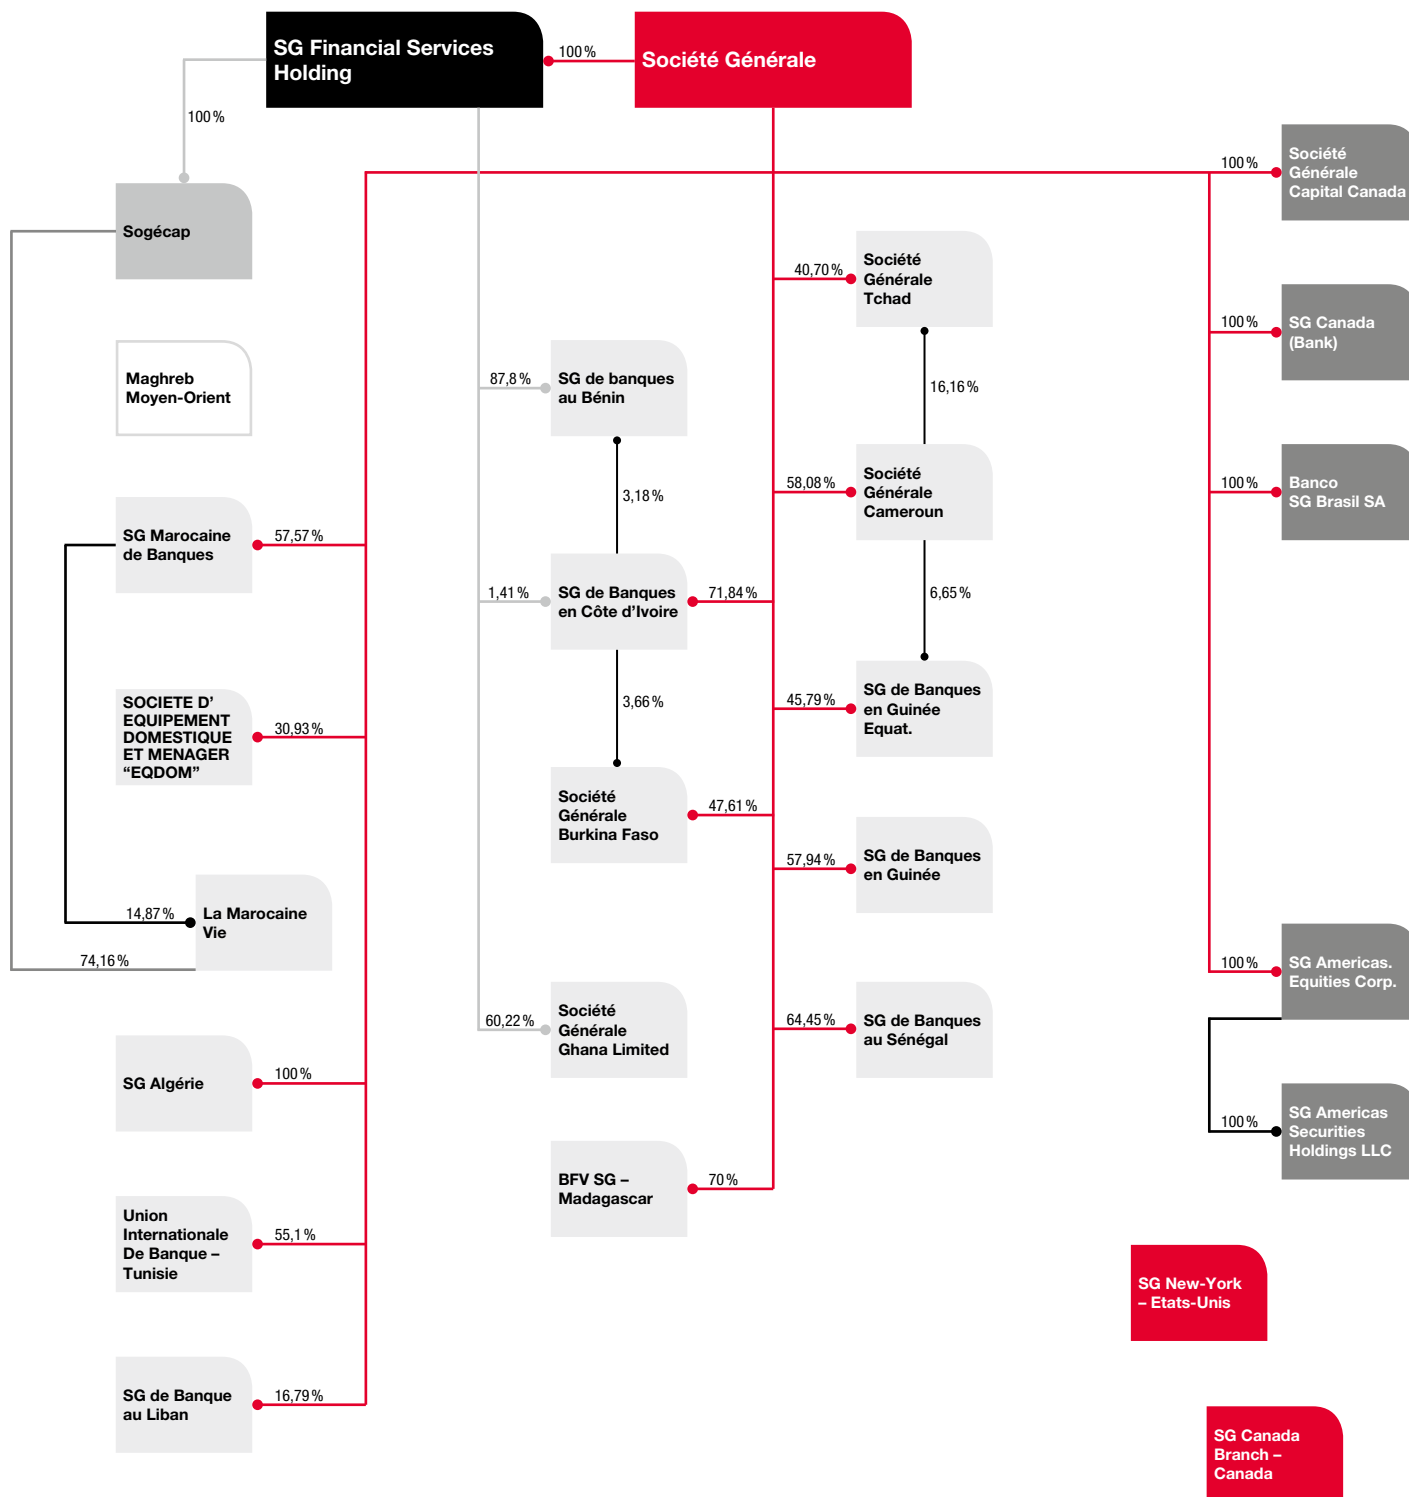 SG Financial Services
Holding
100 %
Société Générale
100 %
Sogécap
Maghreb
Moyen-Orient
SG Marocaine
de Banques
57,57 %
SOCIETE D’
EQUIPEMENT
DOMESTIQUE
ET MENAGER
“EQDOM”
30,93 %
14,87 %
La Marocaine
Vie
74,16 %
SG Algérie
100 %
Union
Internationale
De Banque –
Tunisie
55,1 %
SG de Banque
au Liban
16,79 %
87,8 %
SG de banques
au Bénin
3,18 %
1,41 %
SG de Banques
en Côte d’Ivoire
71,84 %
3,66 %
Société
Générale
Burkina Faso
47,61 %
60,22 %
Société
Générale
Ghana Limited
BFV SG –
Madagascar
70 %
40,70 %
Société
Générale
Tchad
16,16 %
58,08 %
Société
Générale
Cameroun
6,65 %
45,79 %
SG de Banques
en Guinée
Equat.
57,94 %
SG de Banques
en Guinée
64,45 %
SG de Banques
au Sénégal
100 %
Société
Générale
Capital Canada
100 %
SG Canada
(Bank)
100 %
Banco
SG Brasil SA
100 %
SG Americas.
Equities Corp.
100 %
SG Americas
Securities
Holdings LLC
SG New-York
– Etats-Unis
SG Canada
Branch –
Canada